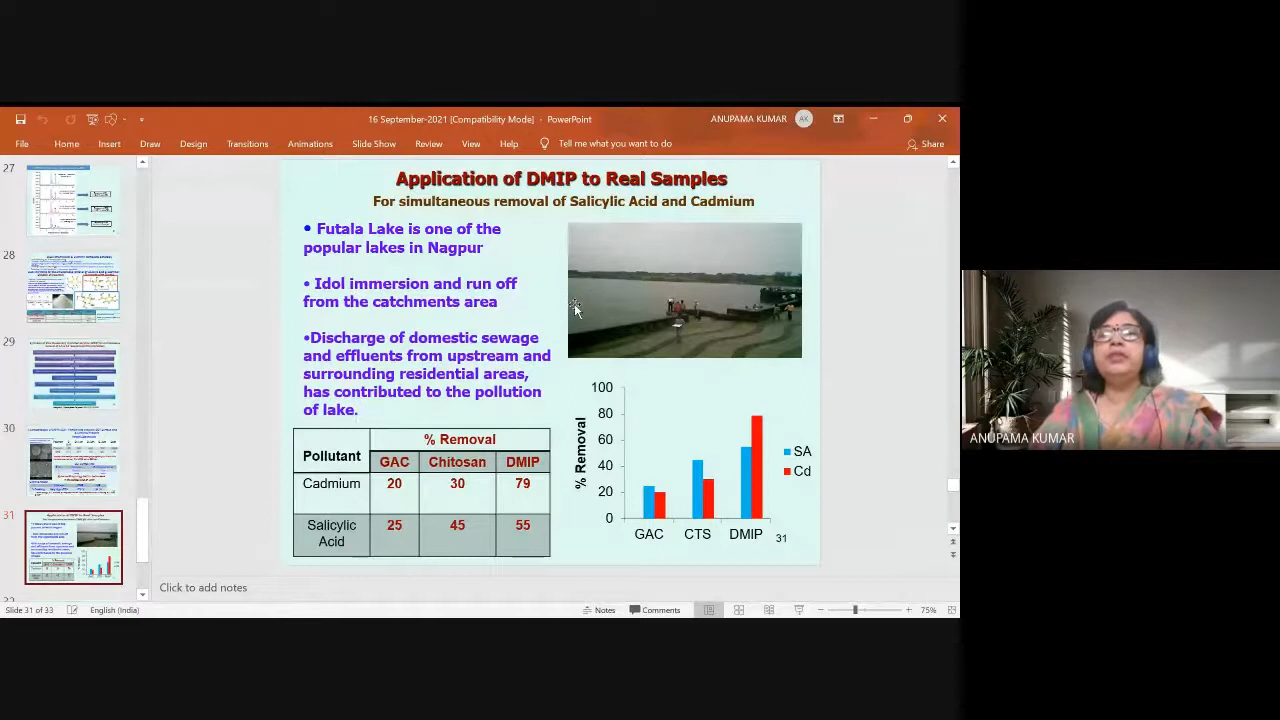 16 September-2021 [Compatibility Mode] - PowerPoint
ANUPAMA KUMAR
AK
File Home Insert Draw Design Transitions Animations Slide Show Review View Help Tell me what you want to do Share
27
28
29
30
31
Application of DMIP to Real Samples
For simultaneous removal of Salicylic Acid and Cadmium
• Futala Lake is one of the
popular lakes in Nagpur
• Idol immersion and run off
from the catchments area
•Discharge of domestic sewage
and effluents from upstream and
surrounding residential areas,
has contributed to the pollution
of lake.
Pollutant % Removal
GAC Chitosan DMIP
Cadmium 20 30 79
Salicylic
Acid 25 45 55
% Removal
100
80
60
40
20
0
GAC CTS DMIP
SA
Cd
31
Click to add notes
Slide 31 of 33 English (India) Notes Comments 75%
ANUPAMA KUMAR